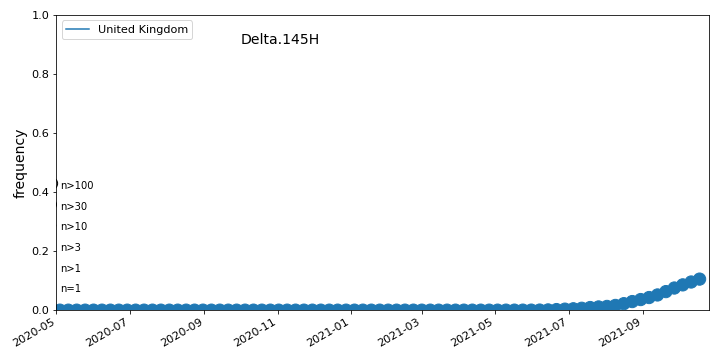 United Kingdom
Delta.145H
frequency
1.0
0.8
0.6
0.4
0.2
0.0
n>100
n>30
n>10
n>3
n>1
n=1
2020-05
2020-07
2020-09
2020-11
2021-01
2021-03
2021-05
2021-07
2021-09